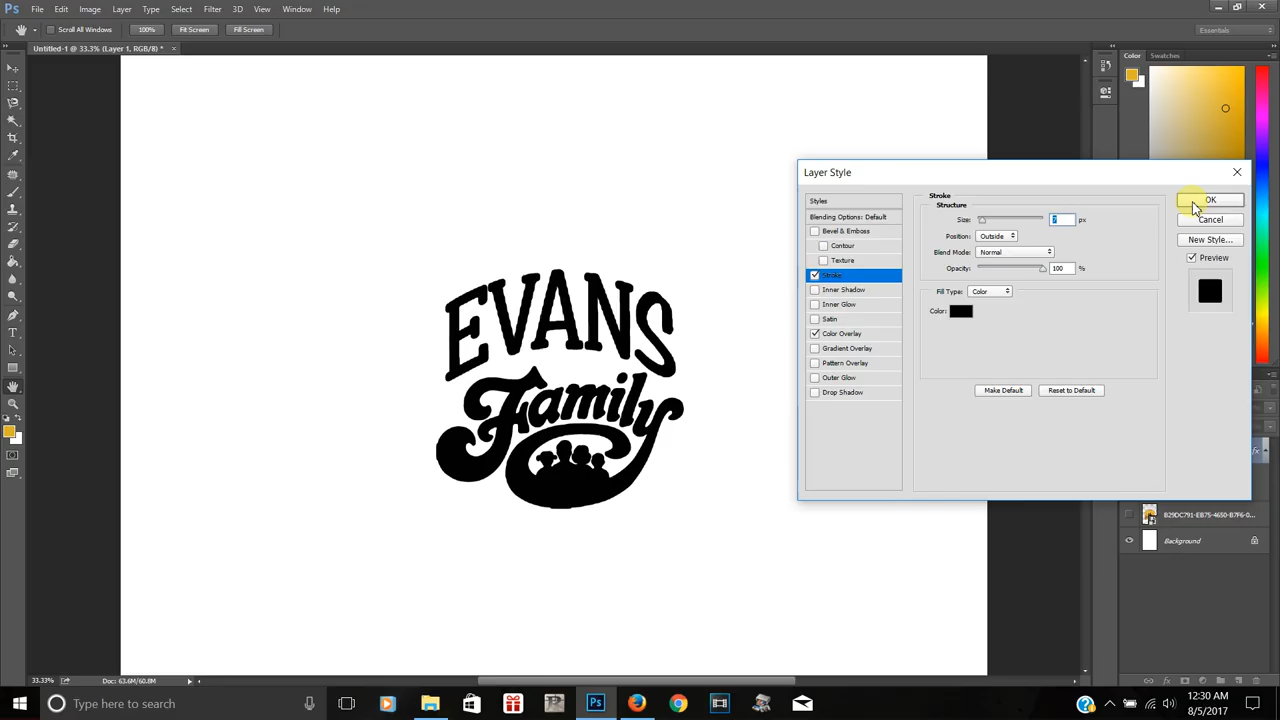 Ps File Edit Image Layer Type Select Filter 3D View Window Help
Scroll All Windows 100% Fit Screen Fill Screen Essentials
Untitled-1 @ 33.3% (Layer 1, RGB/8) * ×
Color Swatches
Layer Style
Styles
Blending Options: Default
Bevel & Emboss
Contour
Texture
Stroke
Inner Shadow
Inner Glow
Satin
Color Overlay
Gradient Overlay
Pattern Overlay
Outer Glow
Drop Shadow
Stroke
Structure
Size: 7 px
Position: Outside
Blend Mode: Normal
Opacity: 100 %
Fill Type: Color
Color:
Make Default Reset to Default
OK
Cancel
New Style...
Preview
EVANS
Family
fx
B29DC791-EB75-4650-B7F6-0...
Background
33.33% Doc: 63.6M/60.8M
Type here to search
12:30 AM
8/5/2017